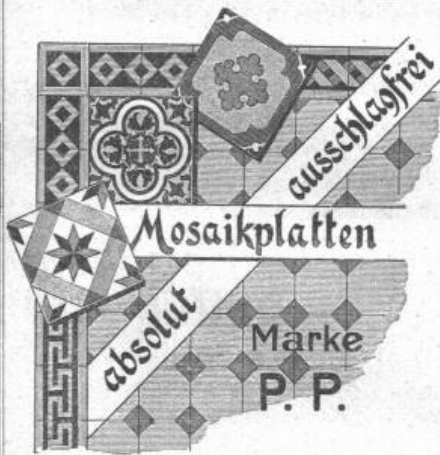 absolut ausschlagfrei
Mosaikplatten
Marke
P. P.